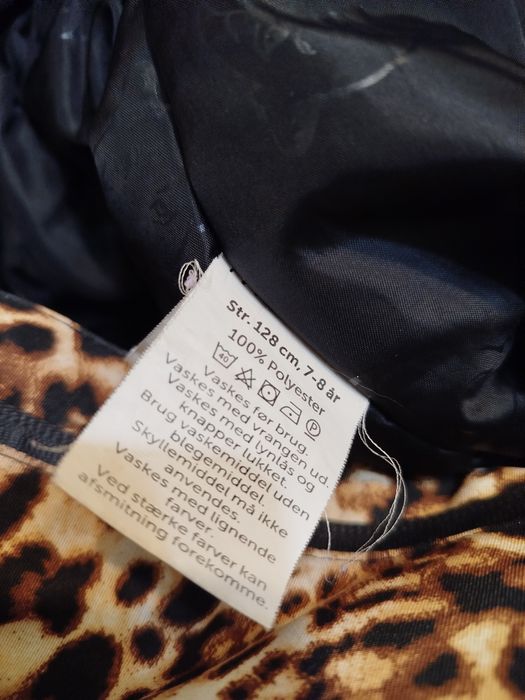 Str. 128 cm, 7-8 år
100% Polyester
40 P
Vaskes før brug.
Vaskes med vrangen ud.
Vaskes med lynlås og
knapper lukket.
Brug vaskemiddel uden
blegemiddel.
Skyllemiddel må ikke
anvendes.
Vaskes med lignende
farver.
Ved stærke farver kan
afsmitning forekomme.